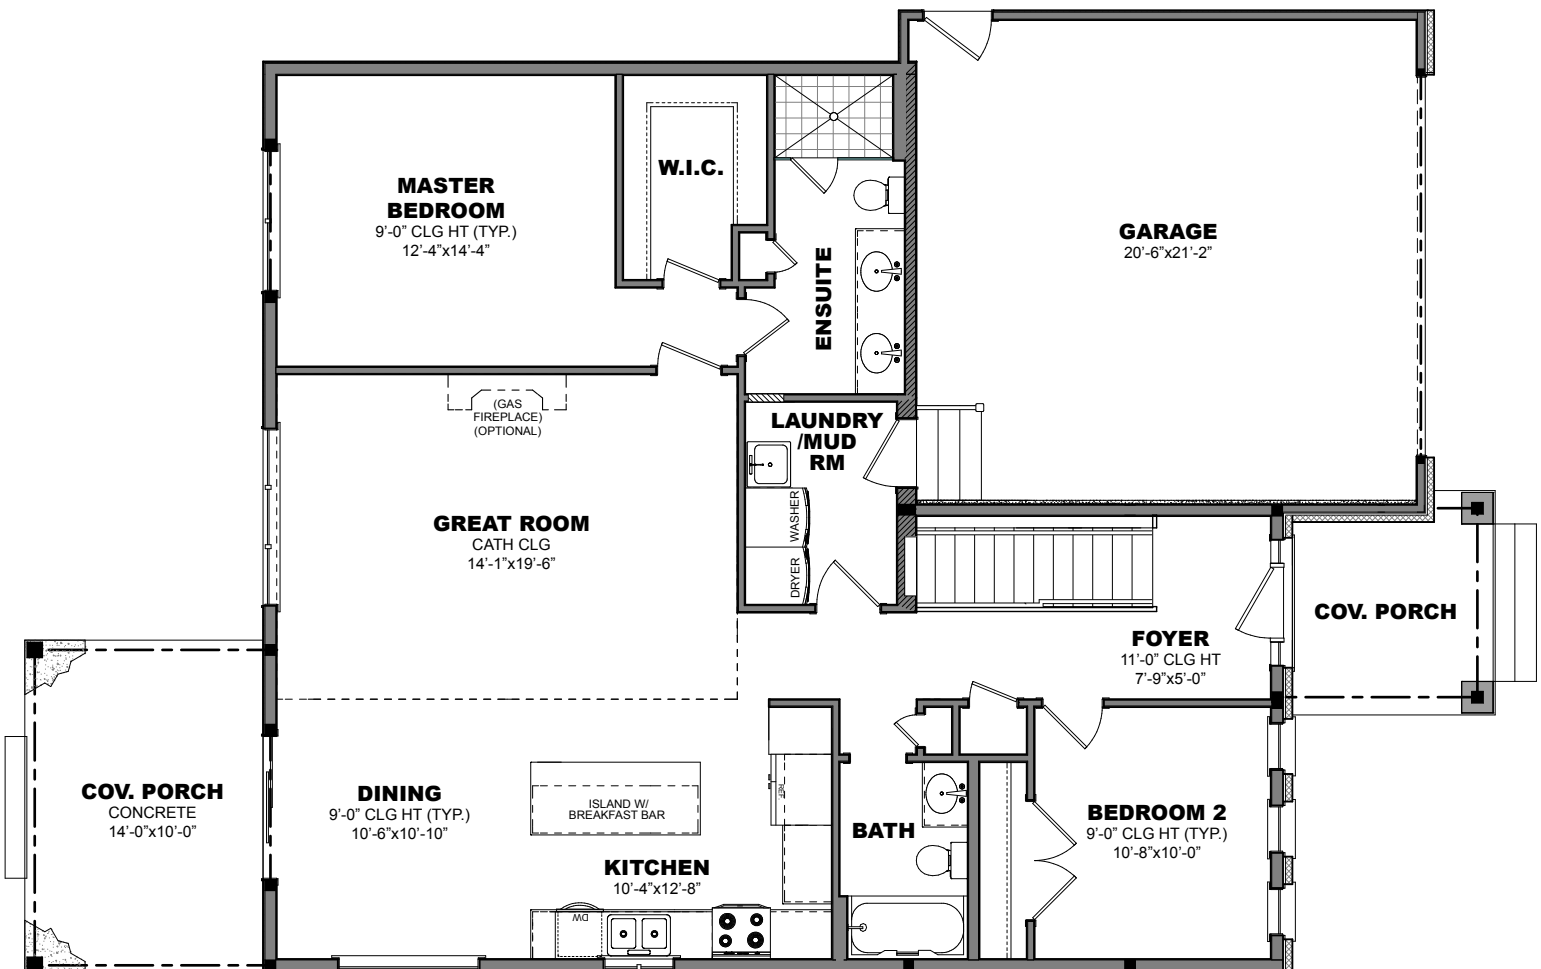 MASTER
BEDROOM
9'-0” CLG HT (TYP.)
12'-4”x14'-4”
W.I.C.
ENSUITE
GARAGE
20'-6”x21'-2”
(GAS
FIREPLACE)
(OPTIONAL)
LAUNDRY
/MUD
RM
WASHER
DRYER
GREAT ROOM
CATH CLG
14'-1”x19'-6”
FOYER
11'-0” CLG HT
7'-9”x5'-0”
COV. PORCH
COV. PORCH
CONCRETE
14'-0”x10'-0”
DINING
9'-0” CLG HT (TYP.)
10'-6”x10'-10”
ISLAND W/
BREAKFAST BAR
REF
KITCHEN
10'-4”x12'-8”
DW
BATH
BEDROOM 2
9'-0” CLG HT (TYP.)
10'-8”x10'-0”